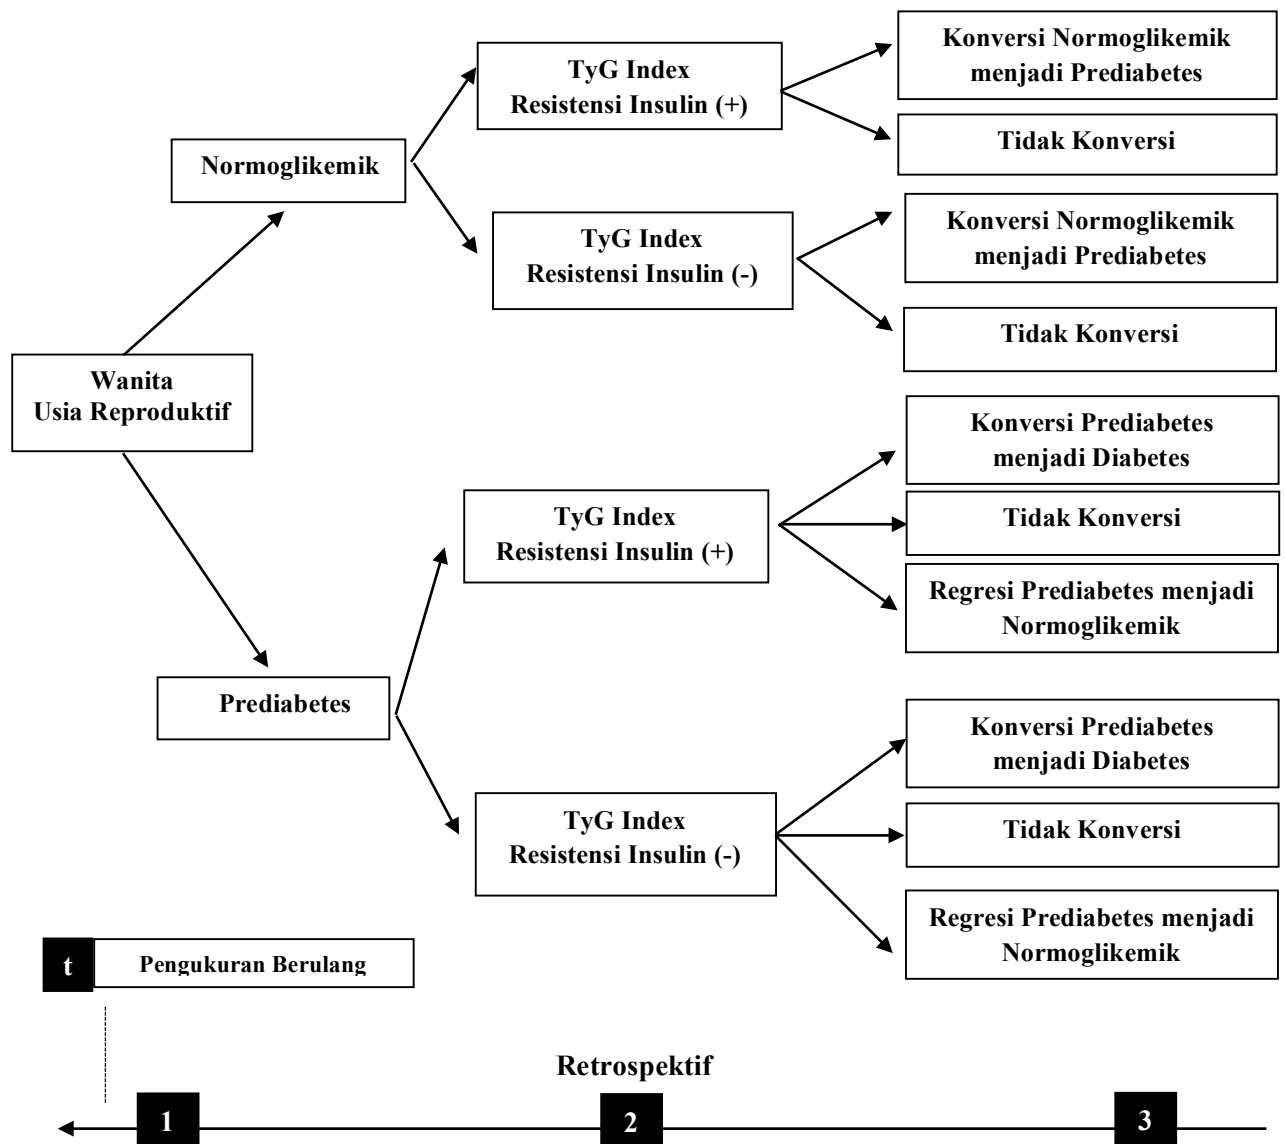 Konversi Normoglikemik
menjadi Prediabetes
TyG Index
Resistensi Insulin (+)
Tidak Konversi
Normoglikemik
Konversi Normoglikemik
menjadi Prediabetes
TyG Index
Resistensi Insulin (-)
Tidak Konversi
Wanita
Usia Reproduktif
Konversi Prediabetes
menjadi Diabetes
TyG Index
Resistensi Insulin (+)
Tidak Konversi
Regresi Prediabetes menjadi
Normoglikemik
Prediabetes
Konversi Prediabetes
menjadi Diabetes
TyG Index
Resistensi Insulin (-)
Tidak Konversi
Regresi Prediabetes menjadi
Normoglikemik
t Pengukuran Berulang
Retrospektif
1 2 3